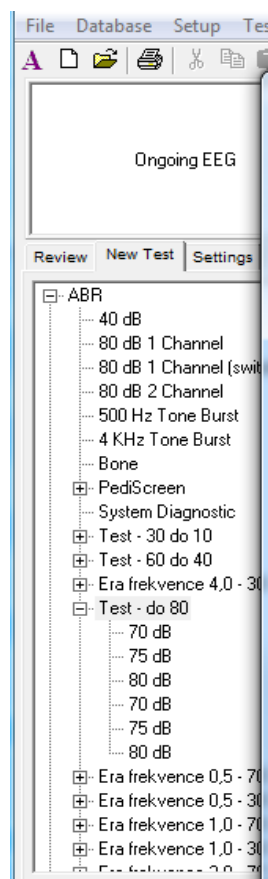 File Database Setup Tes
A
Ongoing EEG
Review New Test Settings
ABR
40 dB
80 dB 1 Channel
80 dB 1 Channel (swit
80 dB 2 Channel
500 Hz Tone Burst
4 KHz Tone Burst
Bone
PediScreen
System Diagnostic
Test - 30 do 10
Test - 60 do 40
Era frekvence 4,0 - 30
Test - do 80
70 dB
75 dB
80 dB
70 dB
75 dB
80 dB
Era frekvence 0,5 - 70
Era frekvence 0,5 - 30
Era frekvence 1,0 - 70
Era frekvence 1,0 - 30